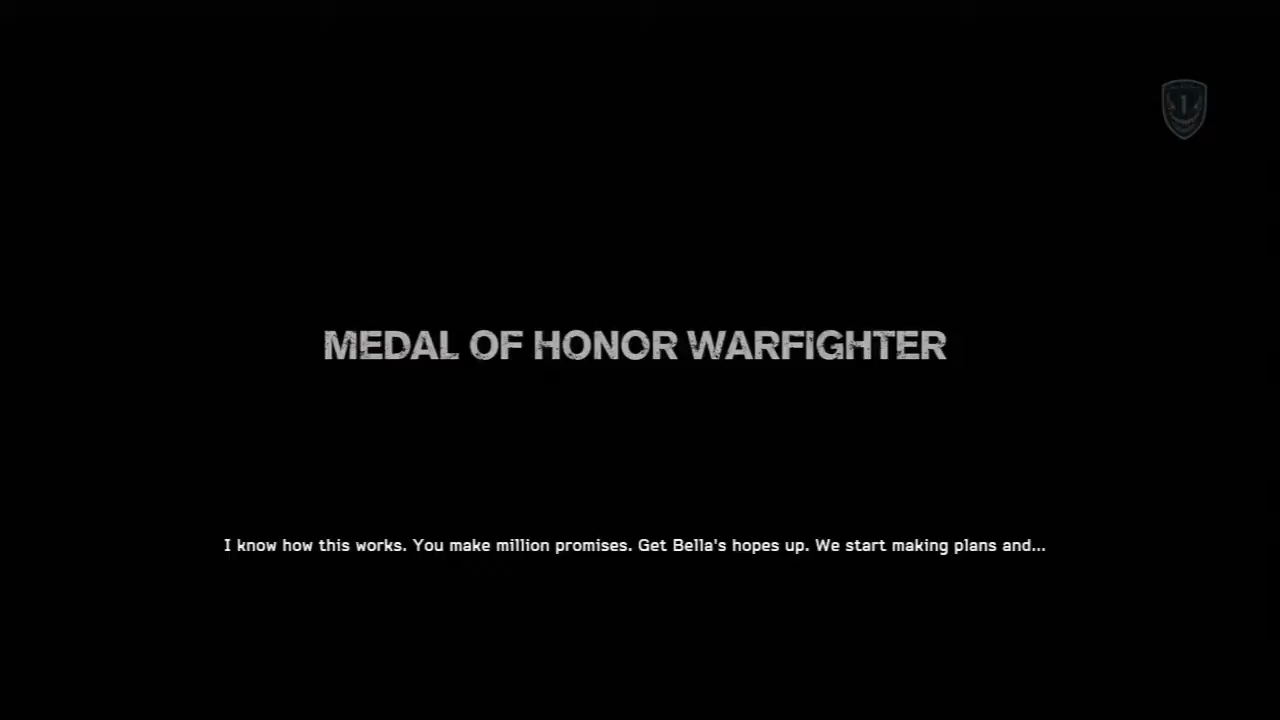 1
MEDAL OF HONOR WARFIGHTER
I know how this works. You make million promises. Get Bella's hopes up. We start making plans and...